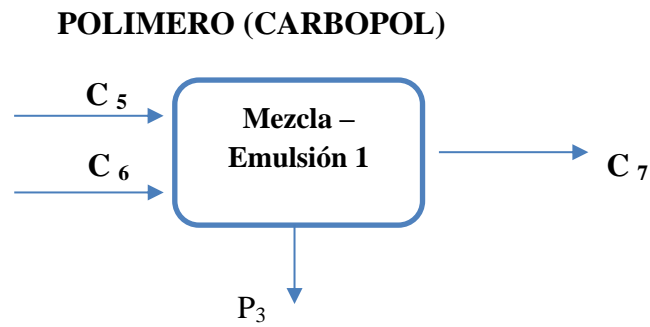 POLIMERO (CARBOPOL)
C 5
C 6
Mezcla –
Emulsión 1
C 7
P3